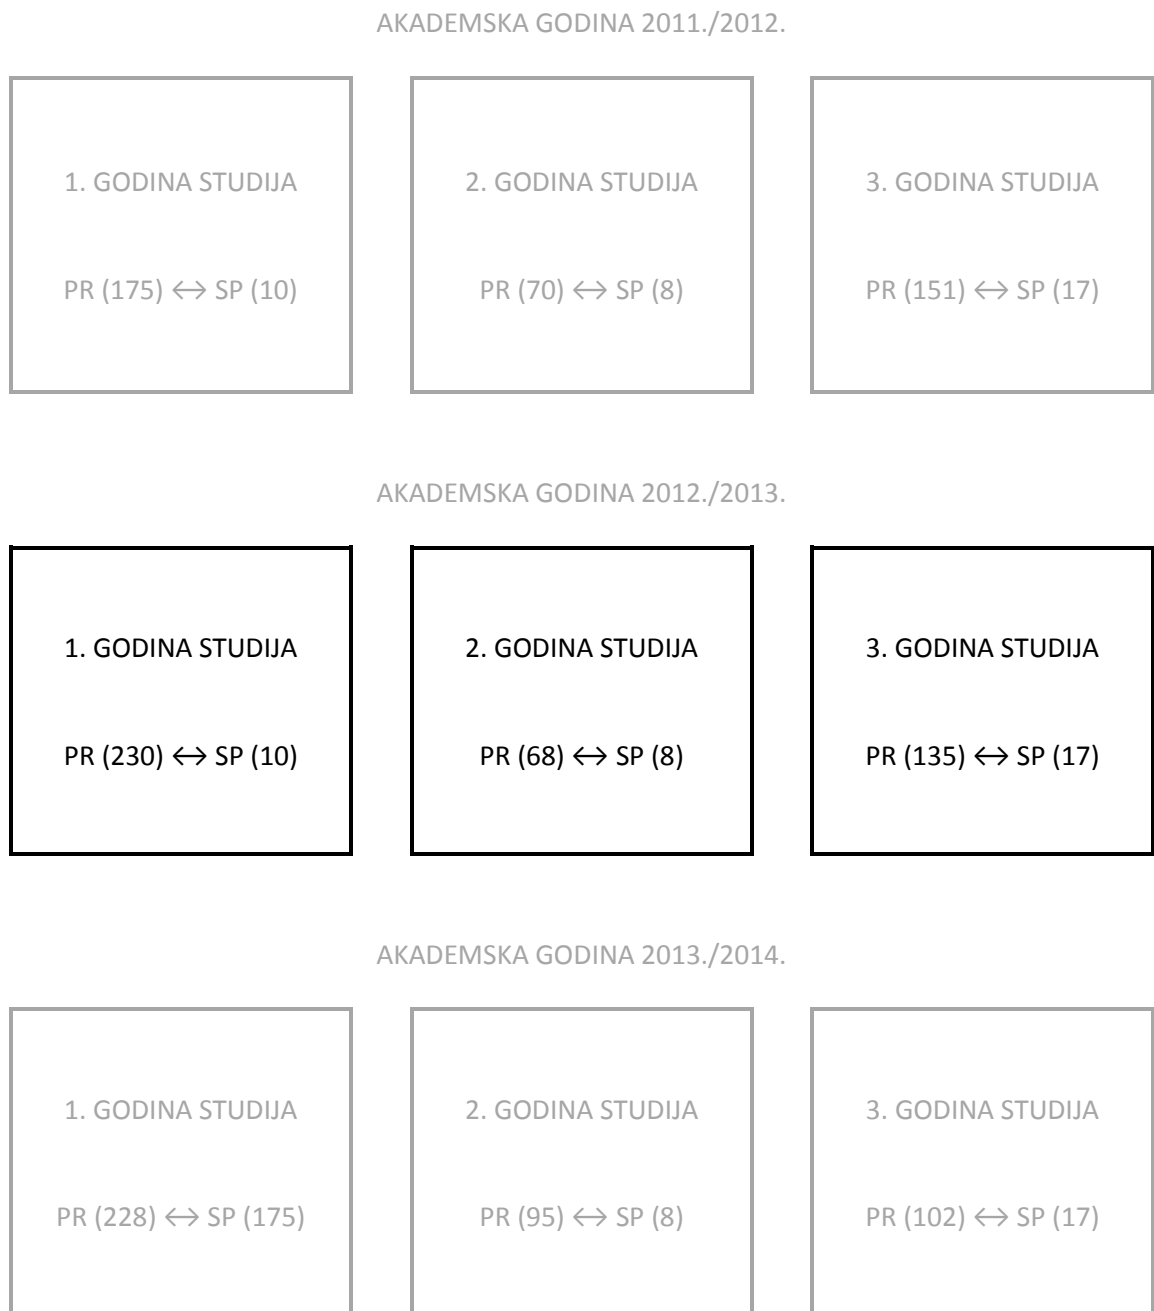 AKADEMSKA GODINA 2011./2012.
1. GODINA STUDIJA
PR (175) ↔ SP (10)
2. GODINA STUDIJA
PR (70) ↔ SP (8)
3. GODINA STUDIJA
PR (151) ↔ SP (17)
AKADEMSKA GODINA 2012./2013.
1. GODINA STUDIJA
PR (230) ↔ SP (10)
2. GODINA STUDIJA
PR (68) ↔ SP (8)
3. GODINA STUDIJA
PR (135) ↔ SP (17)
AKADEMSKA GODINA 2013./2014.
1. GODINA STUDIJA
PR (228) ↔ SP (175)
2. GODINA STUDIJA
PR (95) ↔ SP (8)
3. GODINA STUDIJA
PR (102) ↔ SP (17)